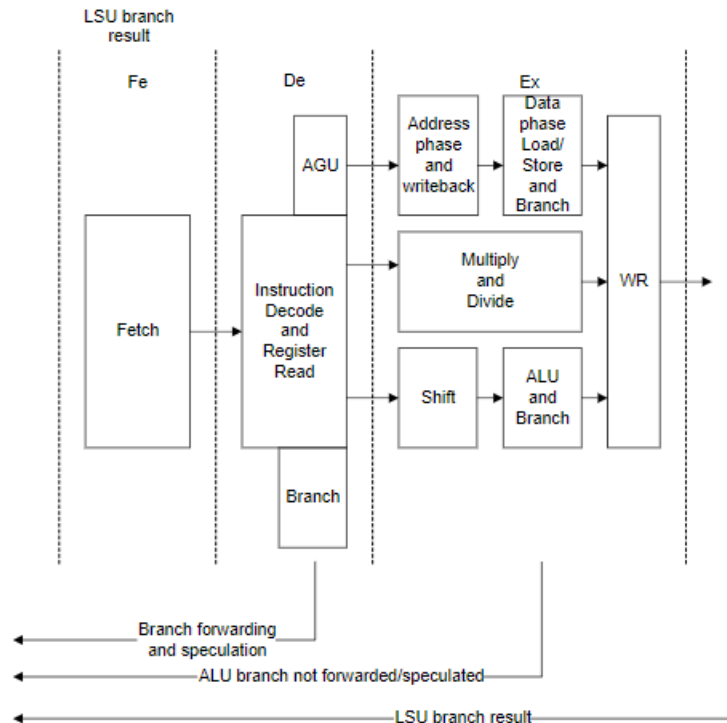 LSU branch
result
Fe
De
Ex
AGU
Address
phase
and
writeback
Data
phase
Load/
Store
and
Branch
Fetch
Instruction
Decode
and
Register
Read
Multiply
and
Divide
WR
Shift
ALU
and
Branch
Branch
Branch forwarding
and speculation
ALU branch not forwarded/speculated
LSU branch result